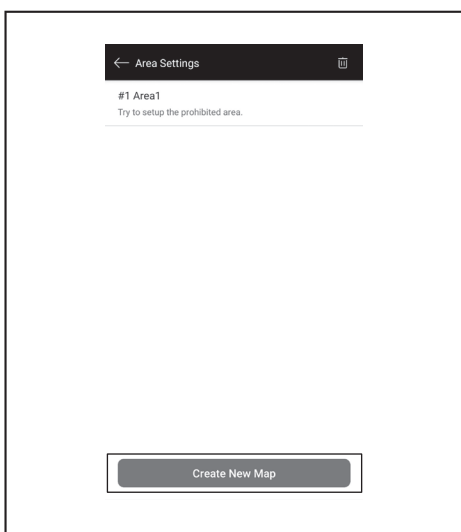 Area Settings
#1 Area1
Try to setup the prohibited area.
Create New Map